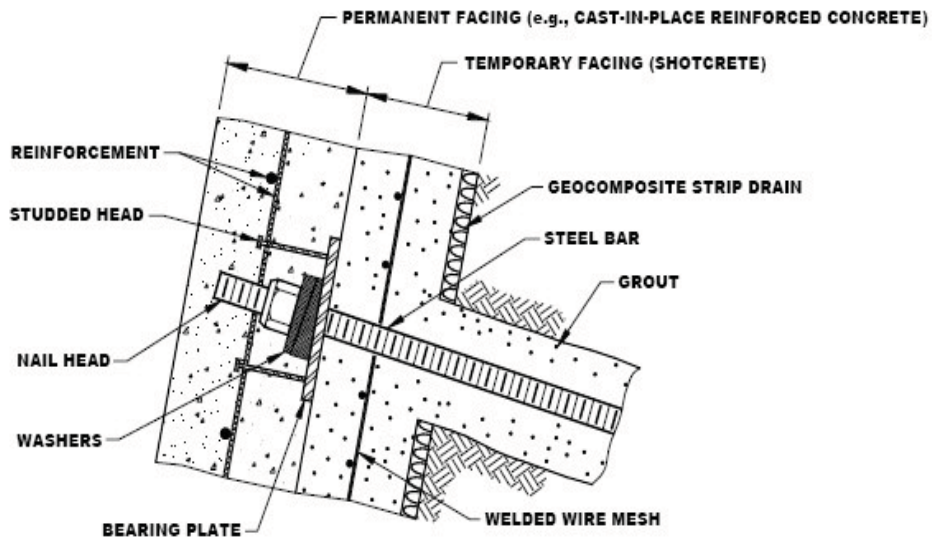 PERMANENT FACING (e.g., CAST-IN-PLACE REINFORCED CONCRETE)
TEMPORARY FACING (SHOTCRETE)
REINFORCEMENT
GEOCOMPOSITE STRIP DRAIN
STUDDED HEAD
STEEL BAR
GROUT
NAIL HEAD
WASHERS
BEARING PLATE
WELDED WIRE MESH